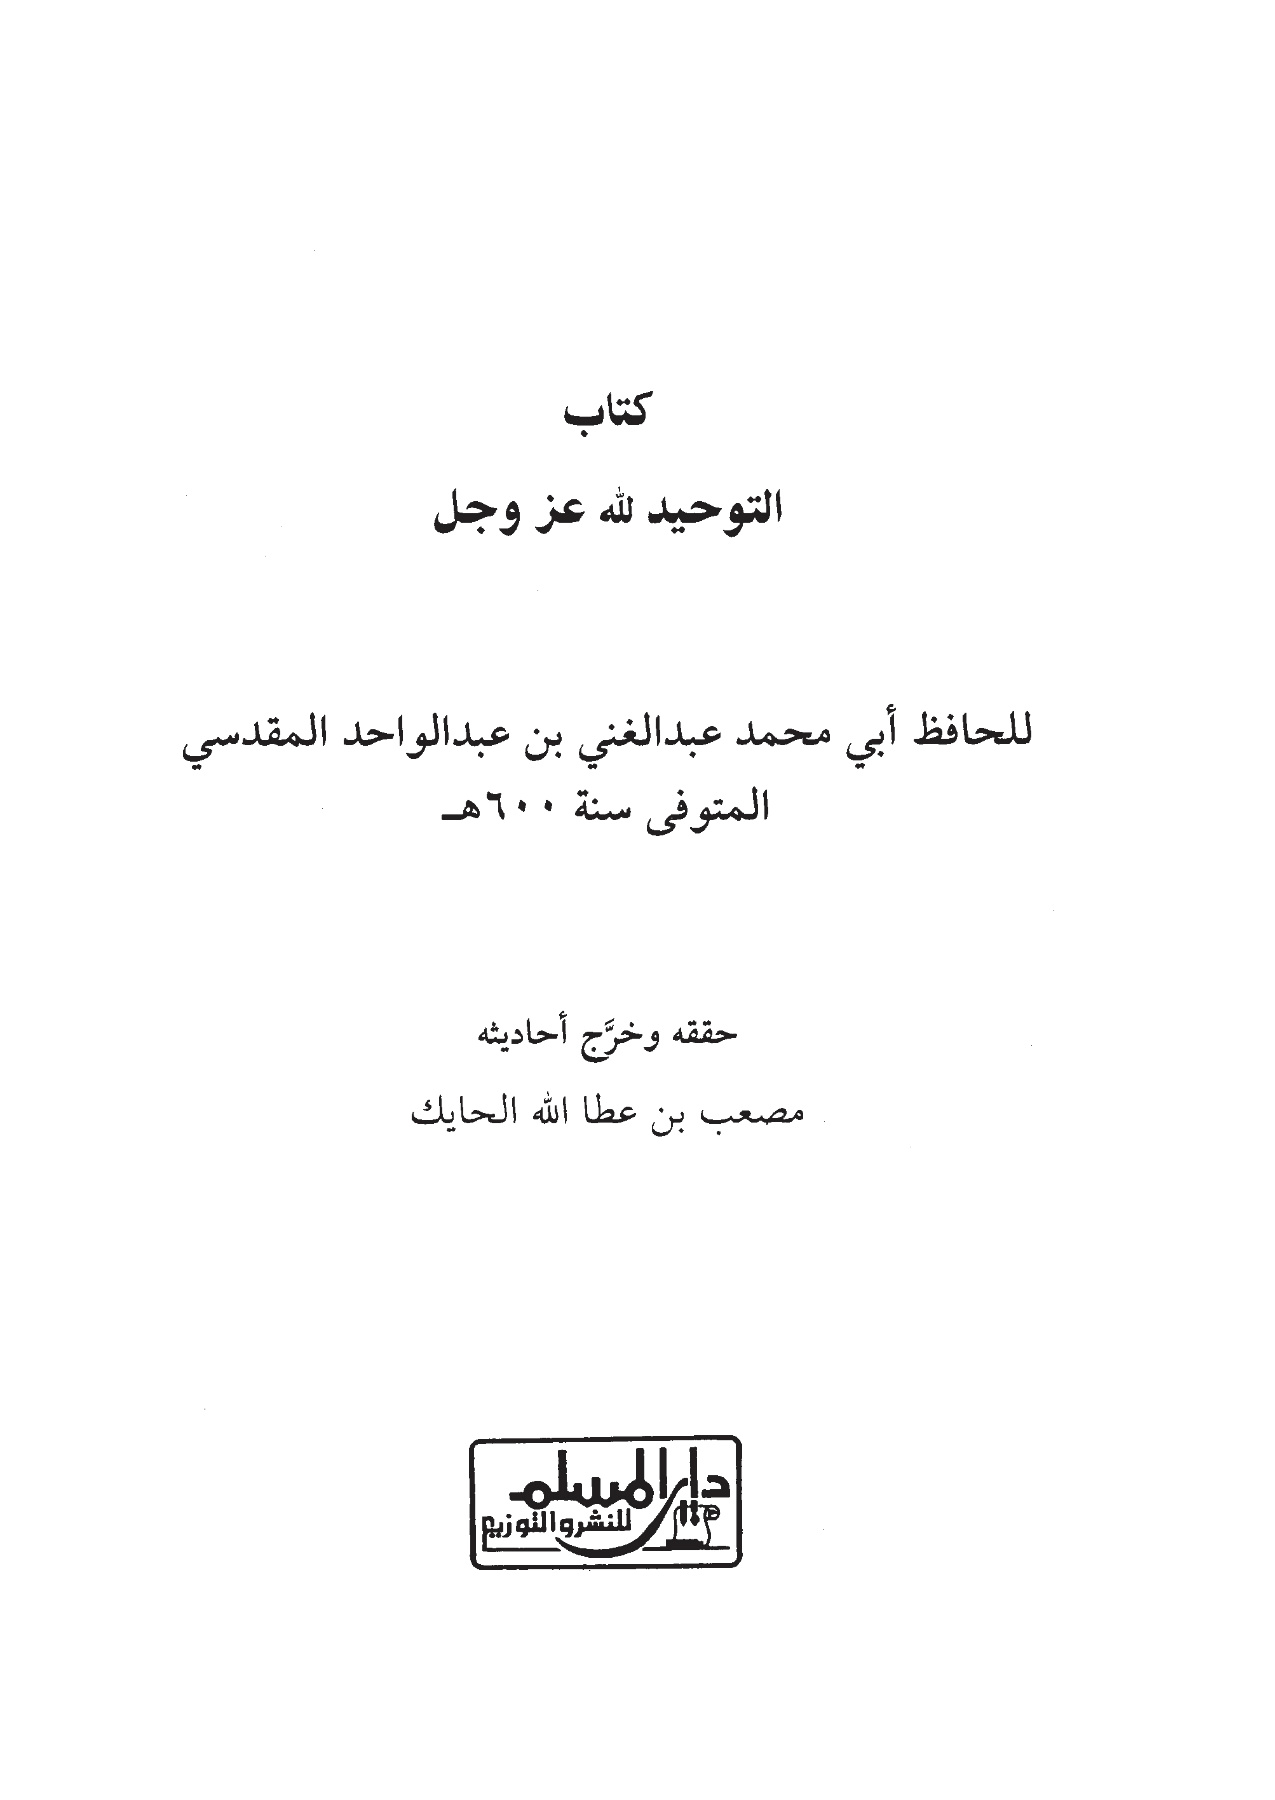 كتاب
التوحيد لله عز وجل
للحافظ أبي محمد عبدالغني بن عبدالواحد المقدسي
المتوفى سنة ٦٠٠هـ
حققه وخرَّج أحاديثه
مصعب بن عطا الله الحايك
دار المسلم
للنشر والتوزيع